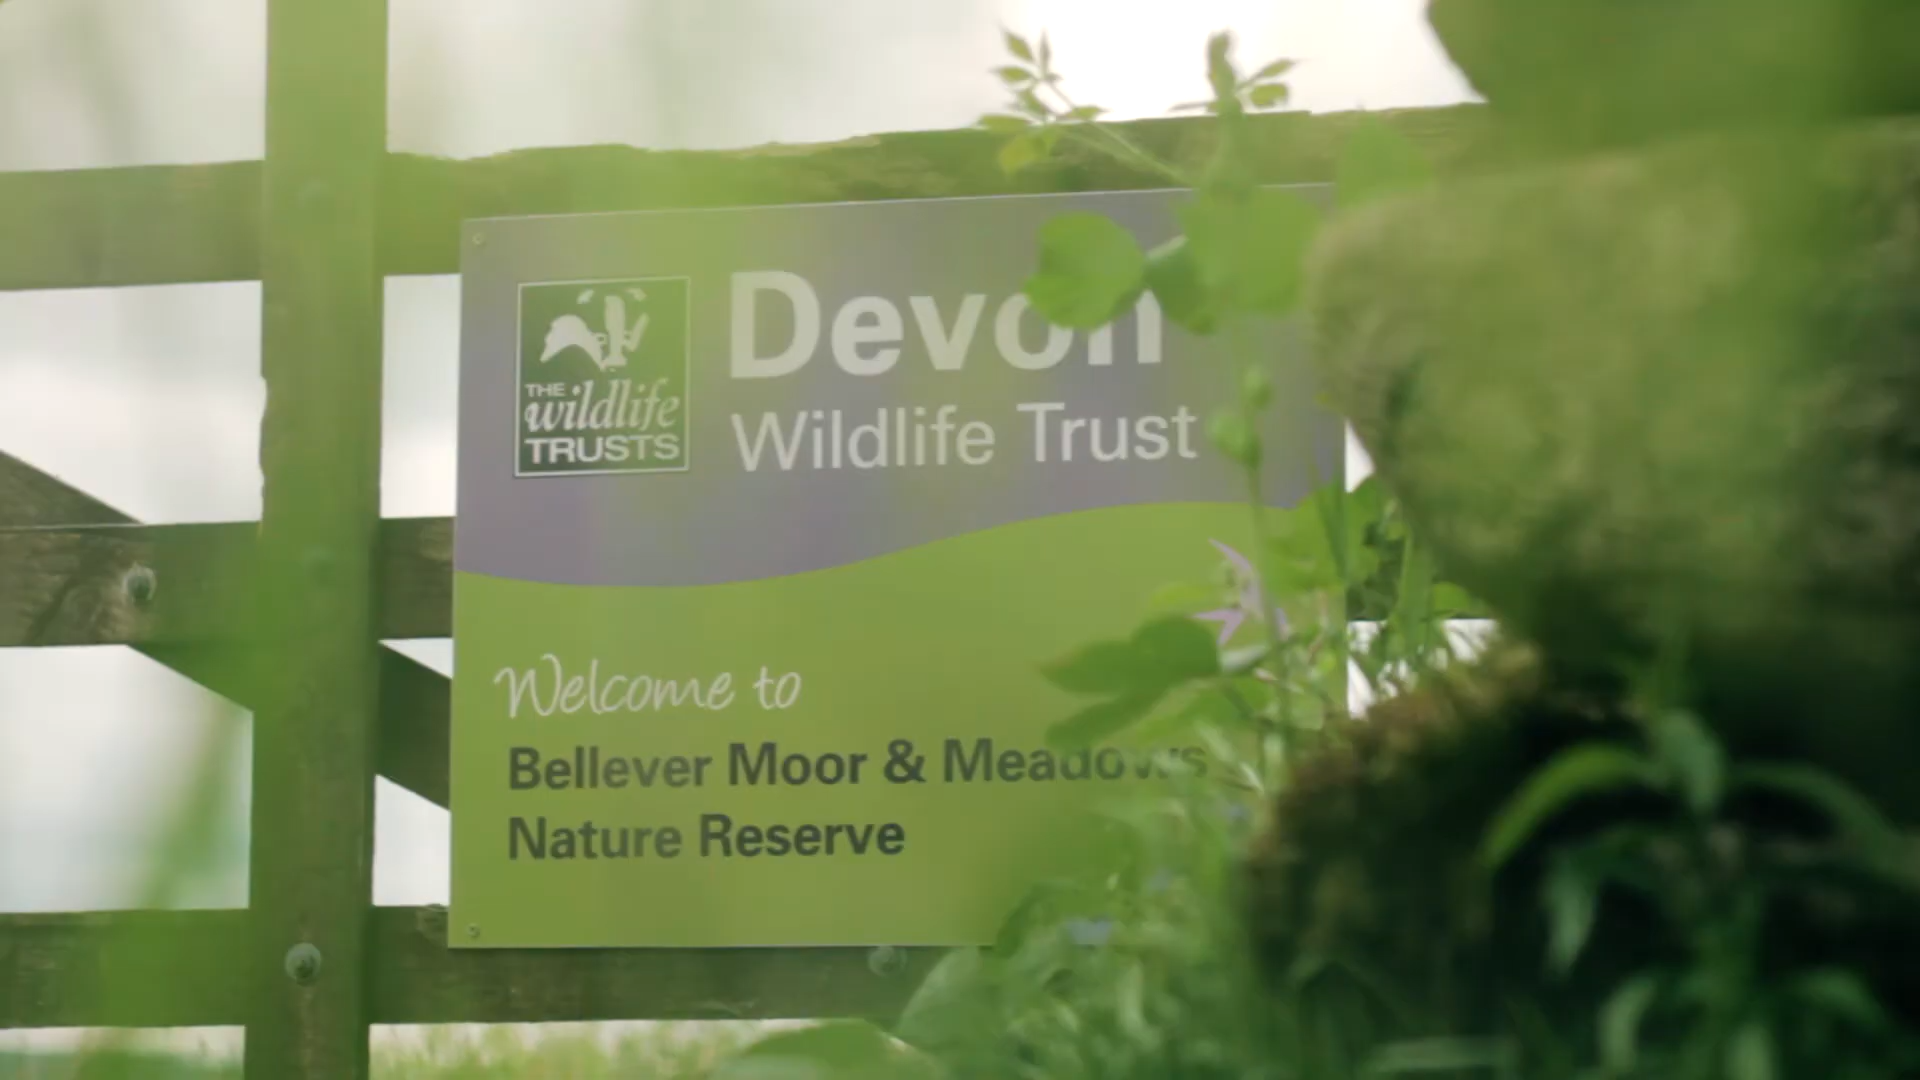 THE
wildlife
TRUSTS
Devon
Wildlife Trust
Welcome to
Bellever Moor & Meadows
Nature Reserve